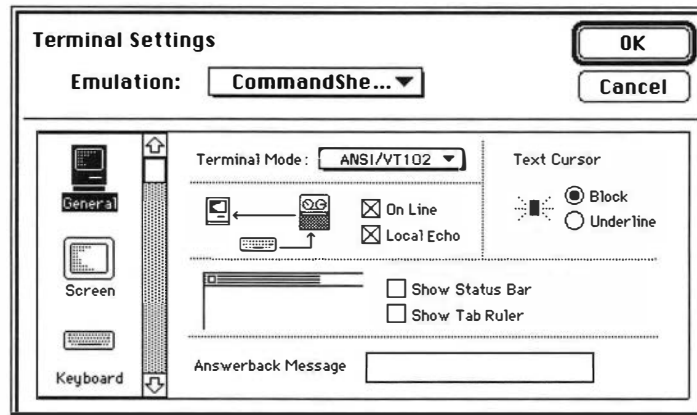 Terminal Settings
OK
Emulation: CommandShe...
Cancel
General
Screen
Keyboard
Terminal Mode: ANSI/VT102
On Line
Local Echo
Text Cursor
Block
Underline
Show Status Bar
Show Tab Ruler
Answerback Message